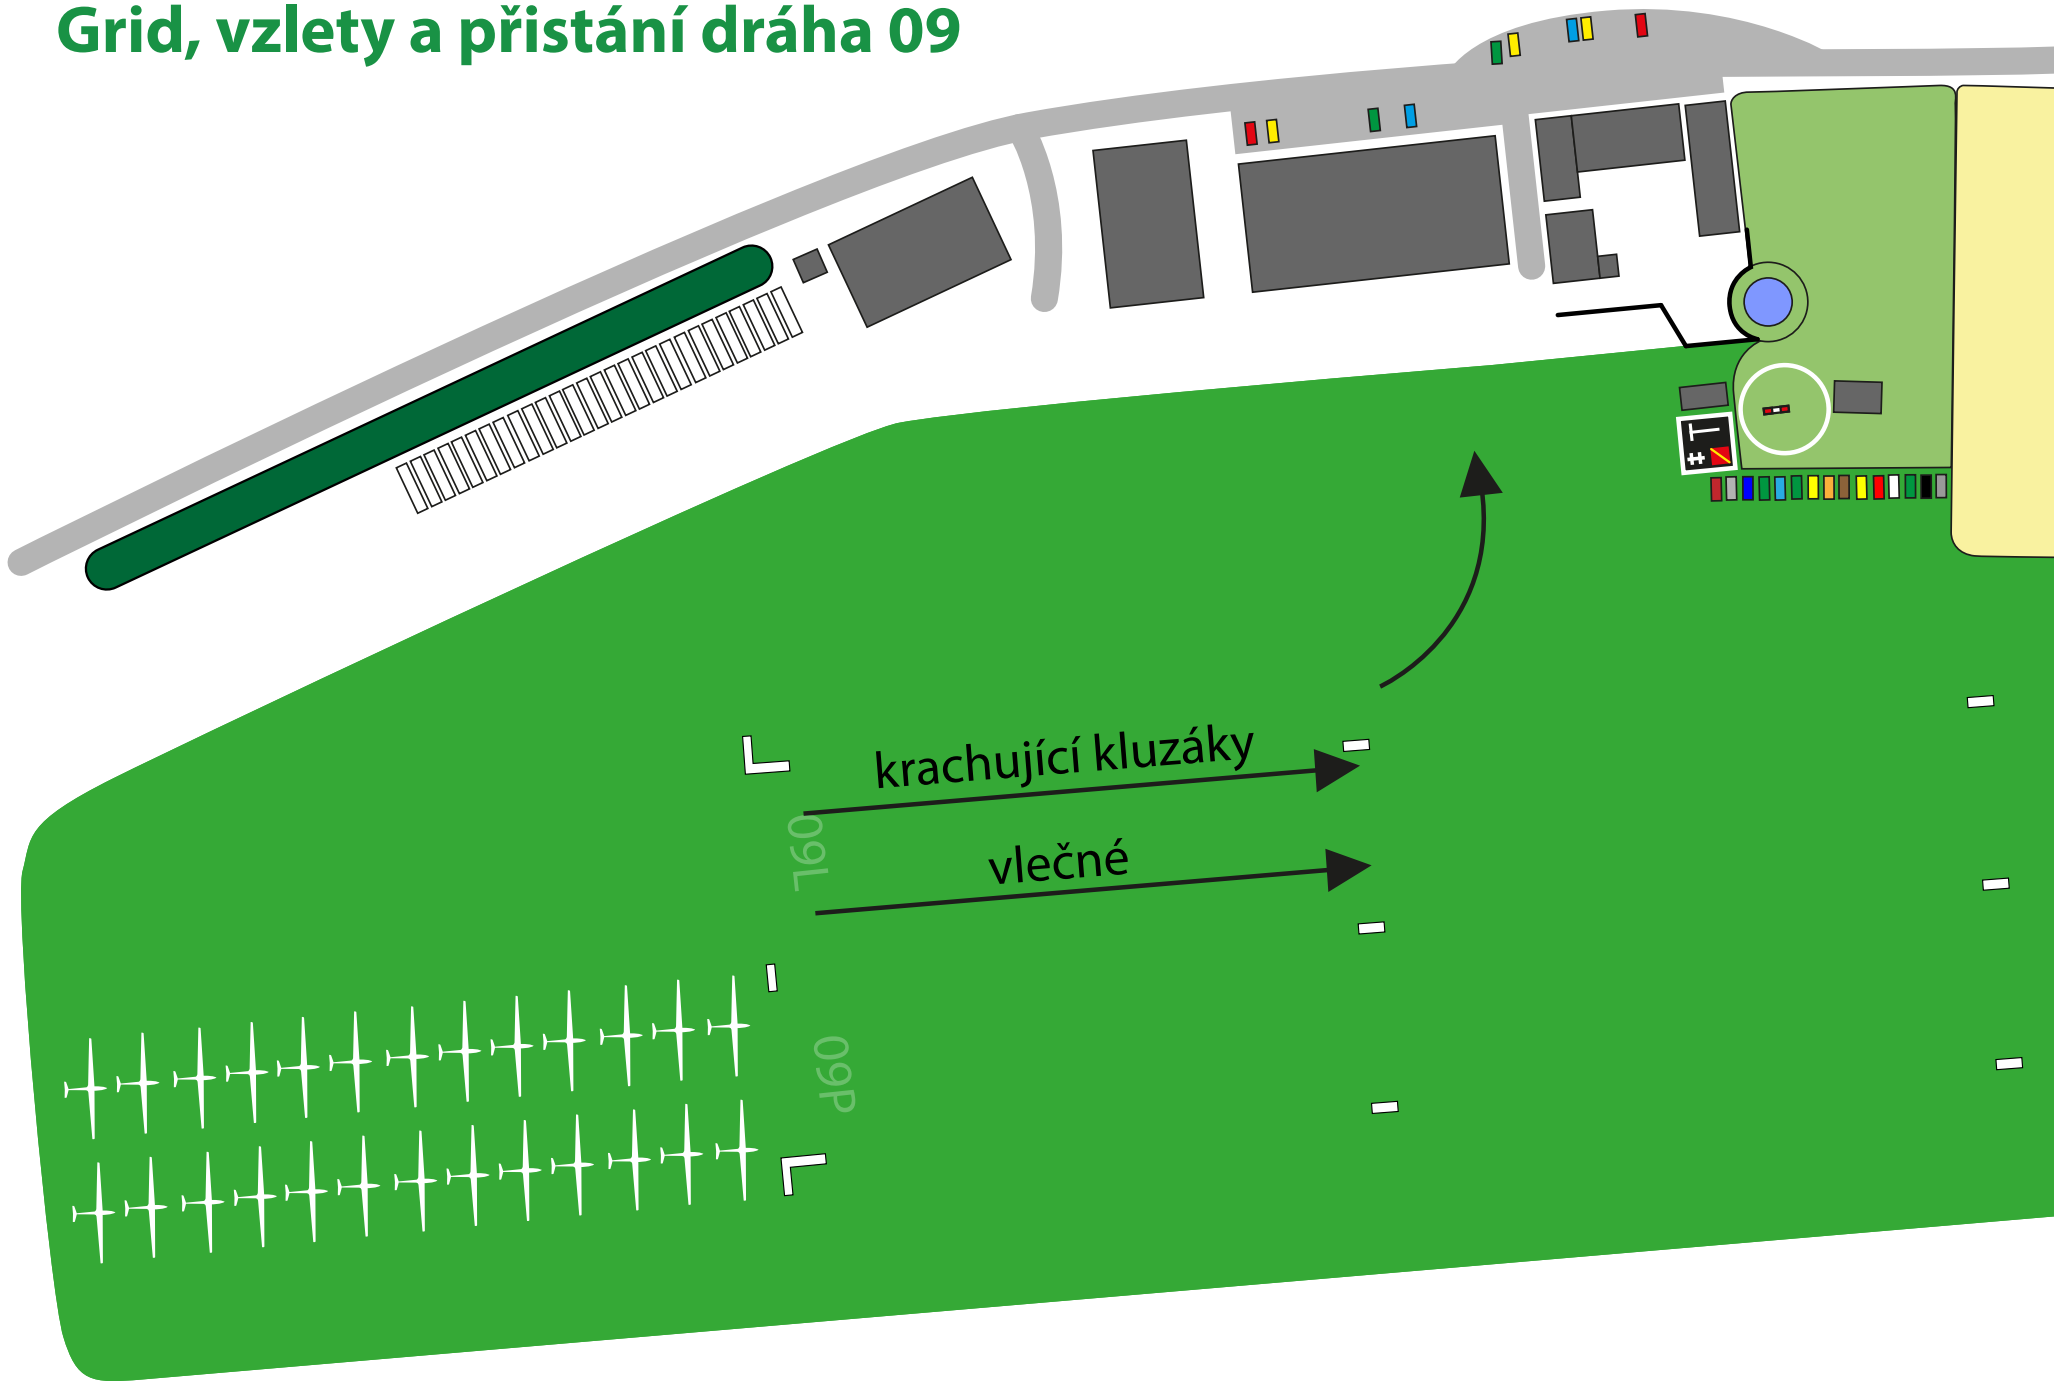 Grid, vzlety a přistání dráha 09
krachující kluzáky
09L
vlečné
09P